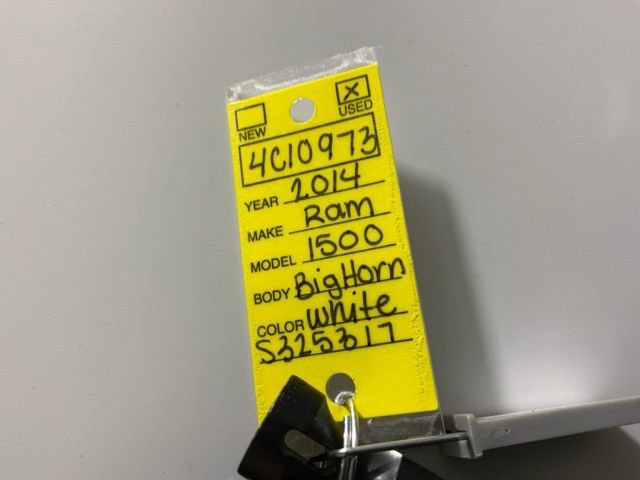 NEW X USED
4C10973
YEAR 2014
MAKE Ram
MODEL 1500
BODY BigHorn
COLOR White
S325317